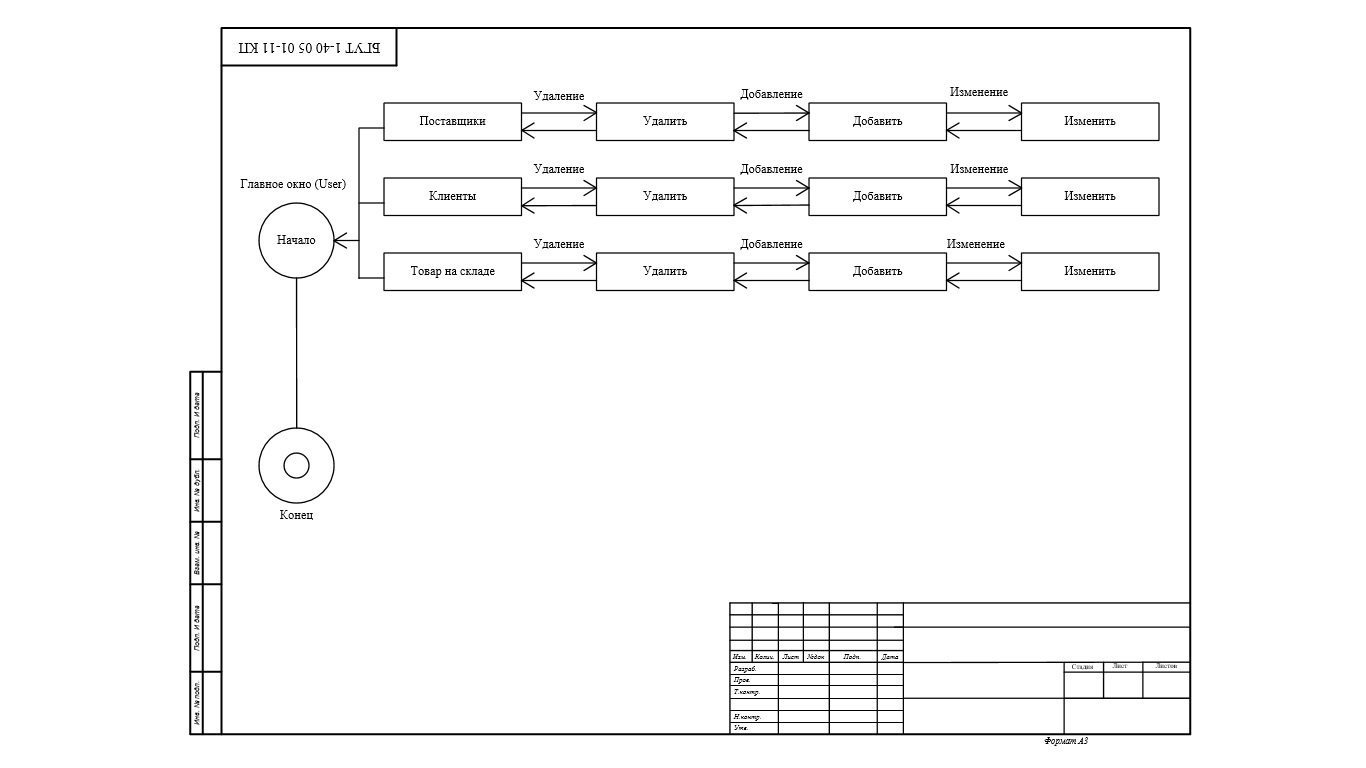 БГУТ 1-40 05 01-11 КП
Удаление
Добавление
Изменение
Поставщики
Удалить
Добавить
Изменить
Главное окно (User)
Удаление
Добавление
Изменение
Клиенты
Удалить
Добавить
Изменить
Начало
Удаление
Добавление
Изменение
Товар на складе
Удалить
Добавить
Изменить
Конец
Подп. И дата
Инв. № дубл.
Взам. инв. №
Подп. И дата
Инв. № подл.
Изм. Колич. Лист №док Подп. Дата
Разраб.
Пров.
Т.контр.
Н.контр.
Утв.
Стадия Лист Листов
Формат А3